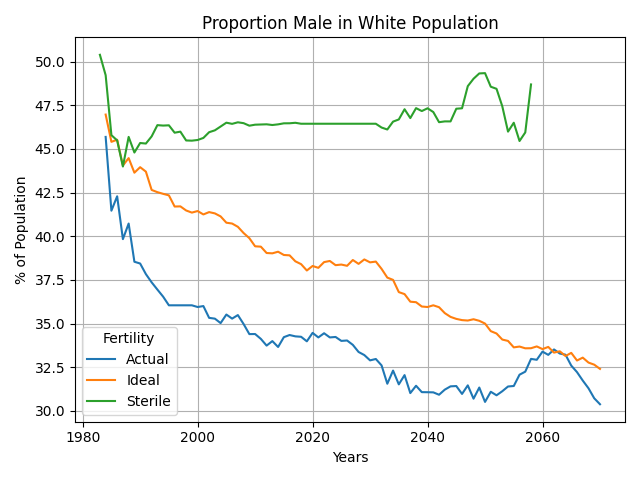 Proportion Male in White Population
% of Population
50.0
47.5
45.0
42.5
40.0
37.5
35.0
32.5
30.0
Fertility
Actual
Ideal
Sterile
1980 2000 2020 2040 2060
Years